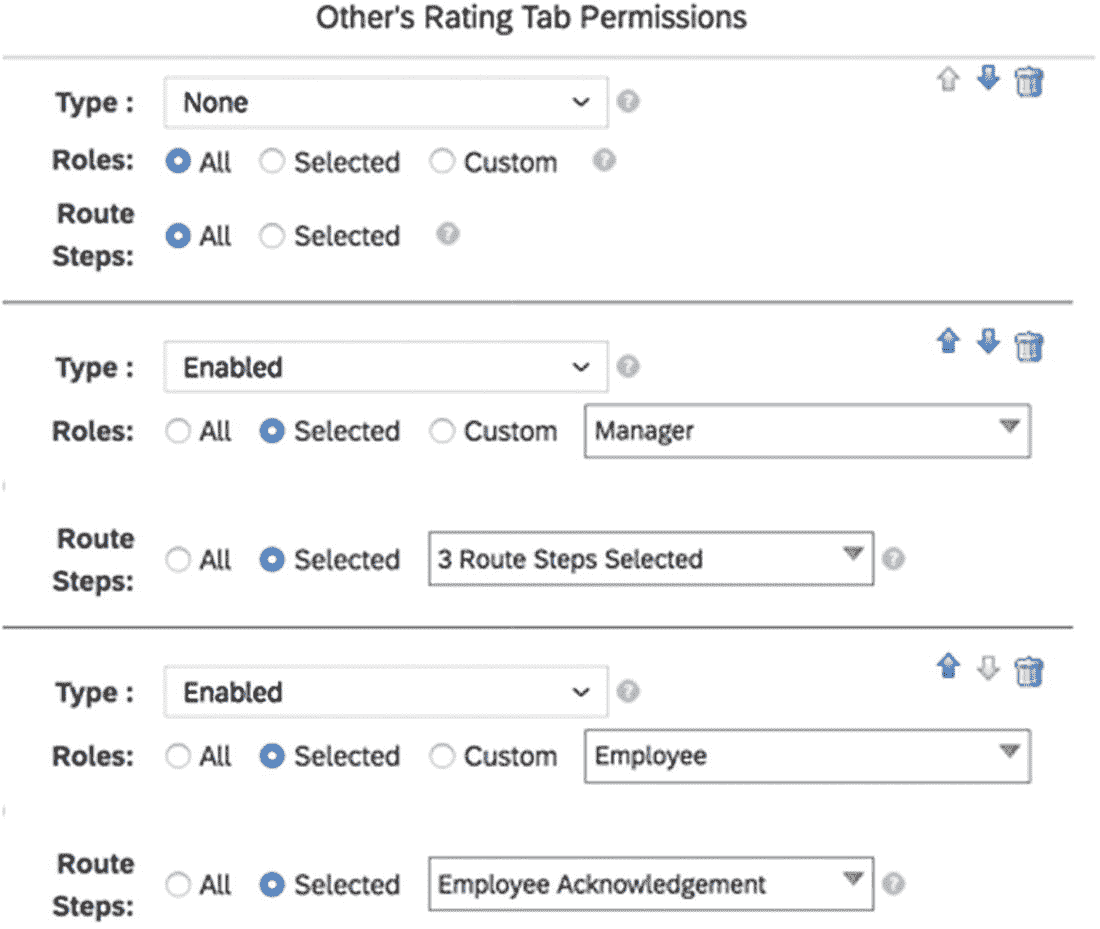 Other's Rating Tab Permissions
Type : None ?
Roles: All Selected Custom ?
Route
Steps: All Selected ?
Type : Enabled ?
Roles: All Selected Custom Manager
Route
Steps: All Selected 3 Route Steps Selected ?
Type : Enabled ?
Roles: All Selected Custom Employee
Route
Steps: All Selected Employee Acknowledgement ?